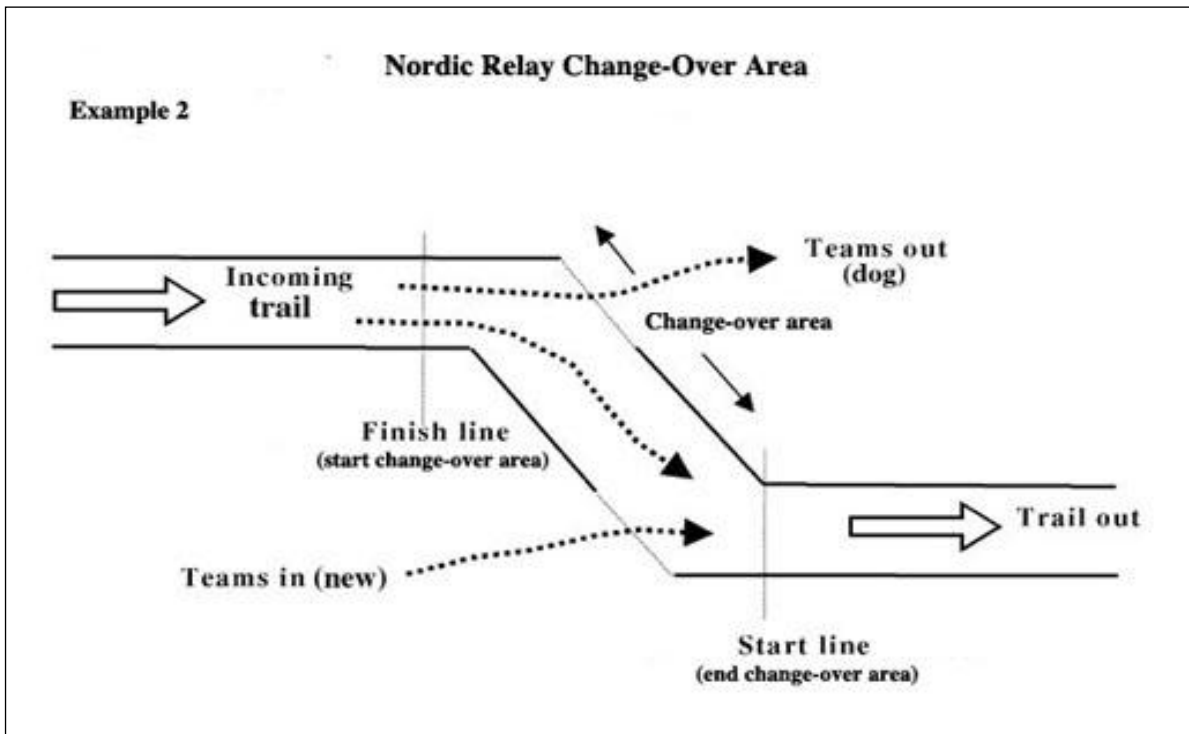 Nordic Relay Change-Over Area
Example 2
Teams out
(dog)
Incoming
trail
Change-over area
Finish line
(start change-over area)
Trail out
Teams in (new)
Start line
(end change-over area)